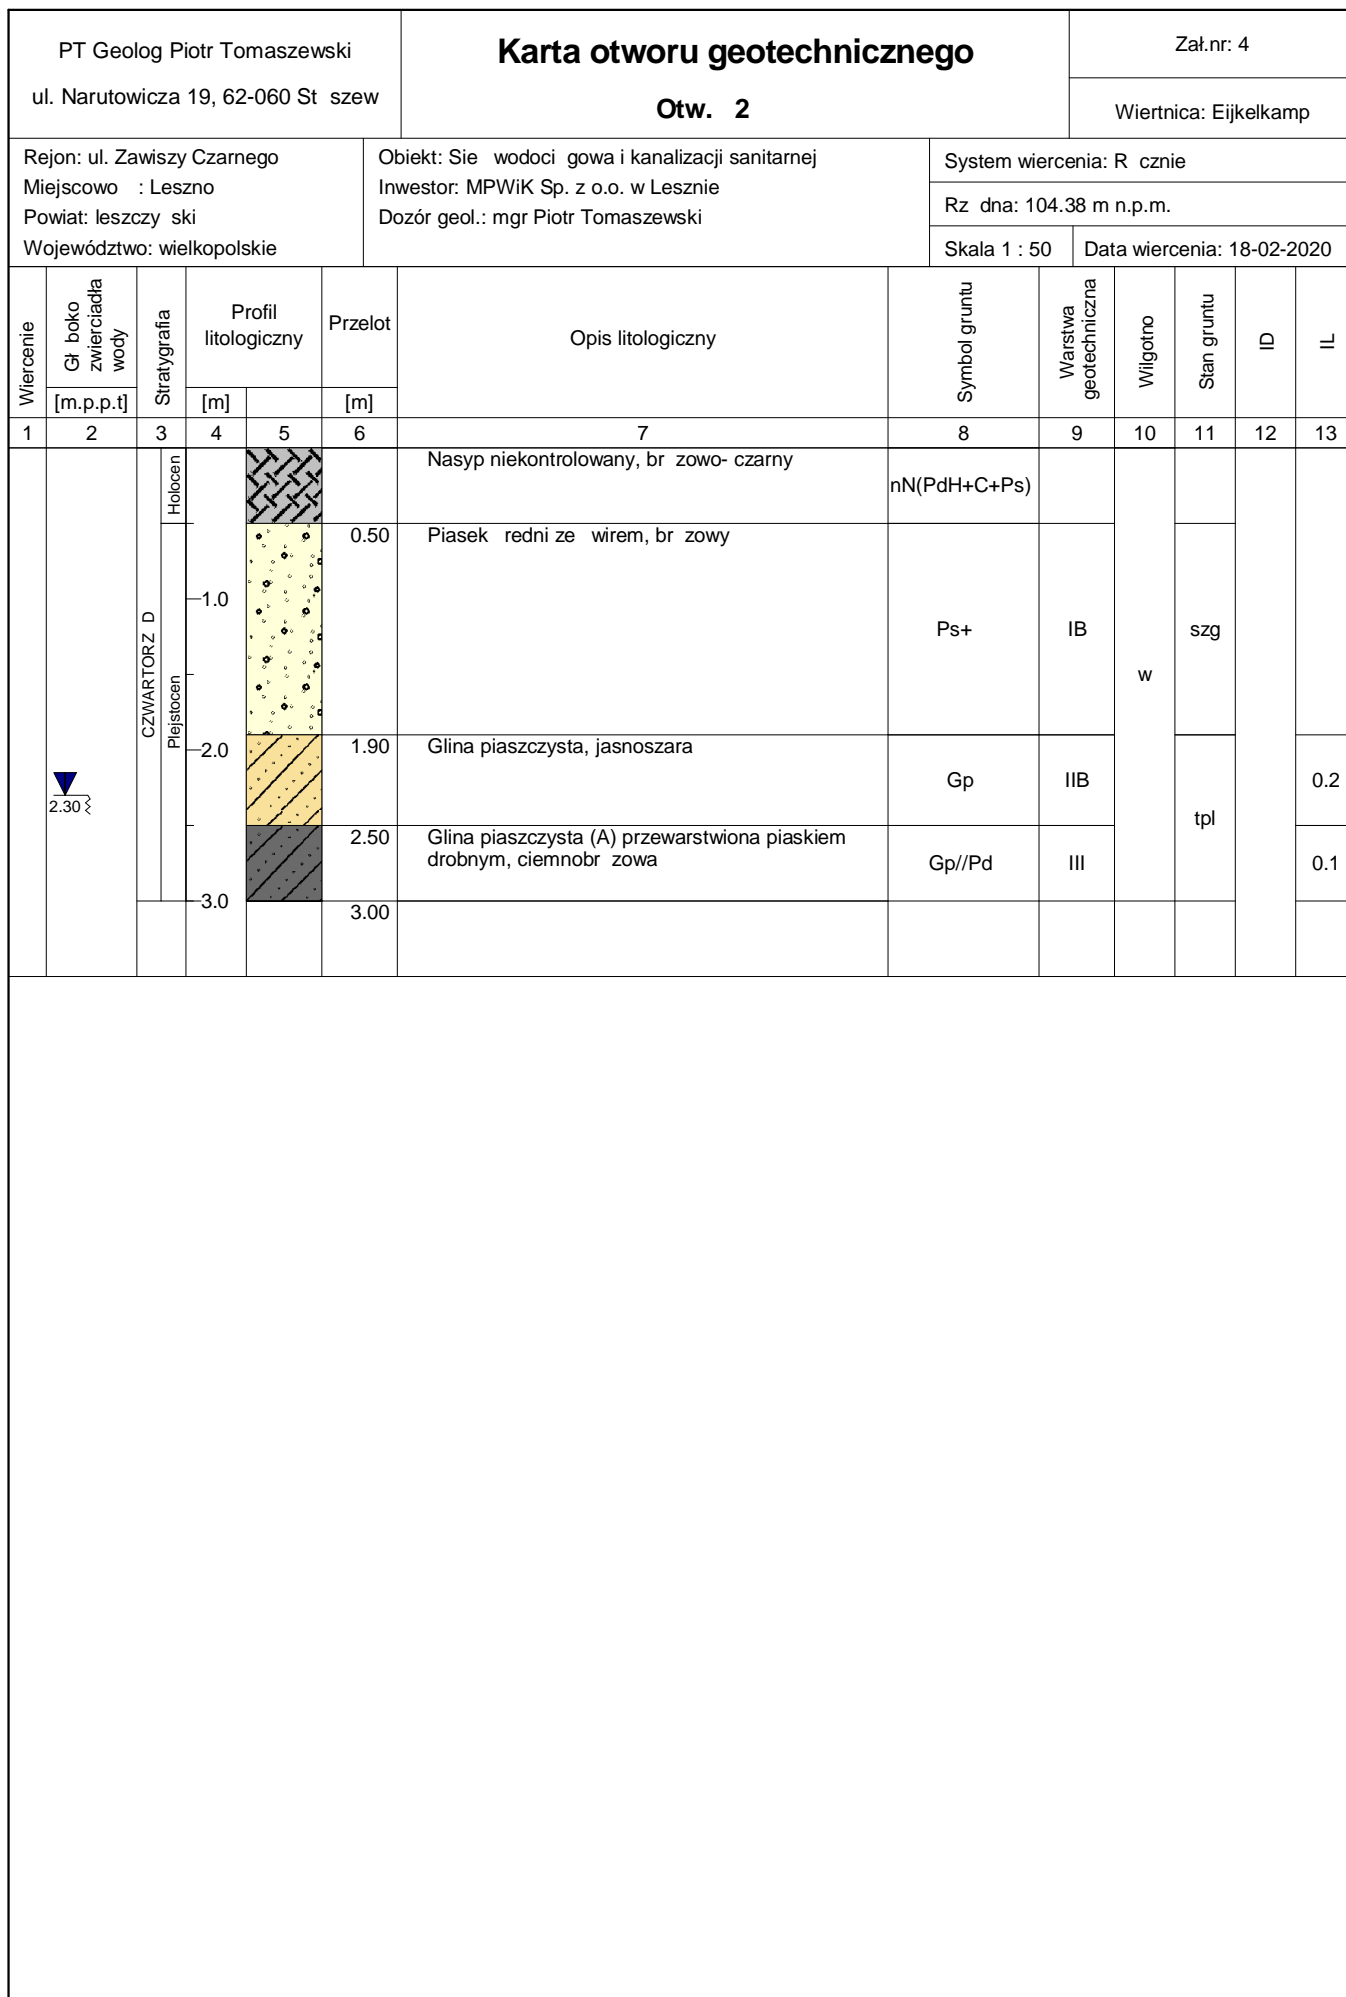 PT Geolog Piotr Tomaszewski
ul. Narutowicza 19, 62-060 St szew
Karta otworu geotechnicznego
Otw. 2
Zał.nr: 4
Wiertnica: Eijkelkamp
Rejon: ul. Zawiszy Czarnego
Miejscowo : Leszno
Powiat: leszczy ski
Województwo: wielkopolskie
Obiekt: Sie wodoci gowa i kanalizacji sanitarnej
Inwestor: MPWiK Sp. z o.o. w Lesznie
Dozór geol.: mgr Piotr Tomaszewski
System wiercenia: R cznie
Rz dna: 104.38 m n.p.m.
Skala 1 : 50
Data wiercenia: 18-02-2020
Wiercenie
Gł boko
zwierciadła
wody
[m.p.p.t]
Stratygrafia
Profil
litologiczny
[m]
Przelot
[m]
Opis litologiczny
Symbol gruntu
Warstwa
geotechniczna
Wilgotno
Stan gruntu
ID
IL
1 2 3 4 5 6 7 8 9 10 11 12 13
Holocen
Nasyp niekontrolowany, br zowo- czarny
nN(PdH+C+Ps)
0.50
Piasek redni ze wirem, br zowy
1.0
CZWARTORZ D
Plejstocen
Ps+
IB
szg
w
2.0
1.90
Glina piaszczysta, jasnoszara
Gp
IIB
0.2
2.30
tpl
2.50
Glina piaszczysta (A) przewarstwiona piaskiem
drobnym, ciemnobr zowa
Gp//Pd
III
0.1
3.0
3.00